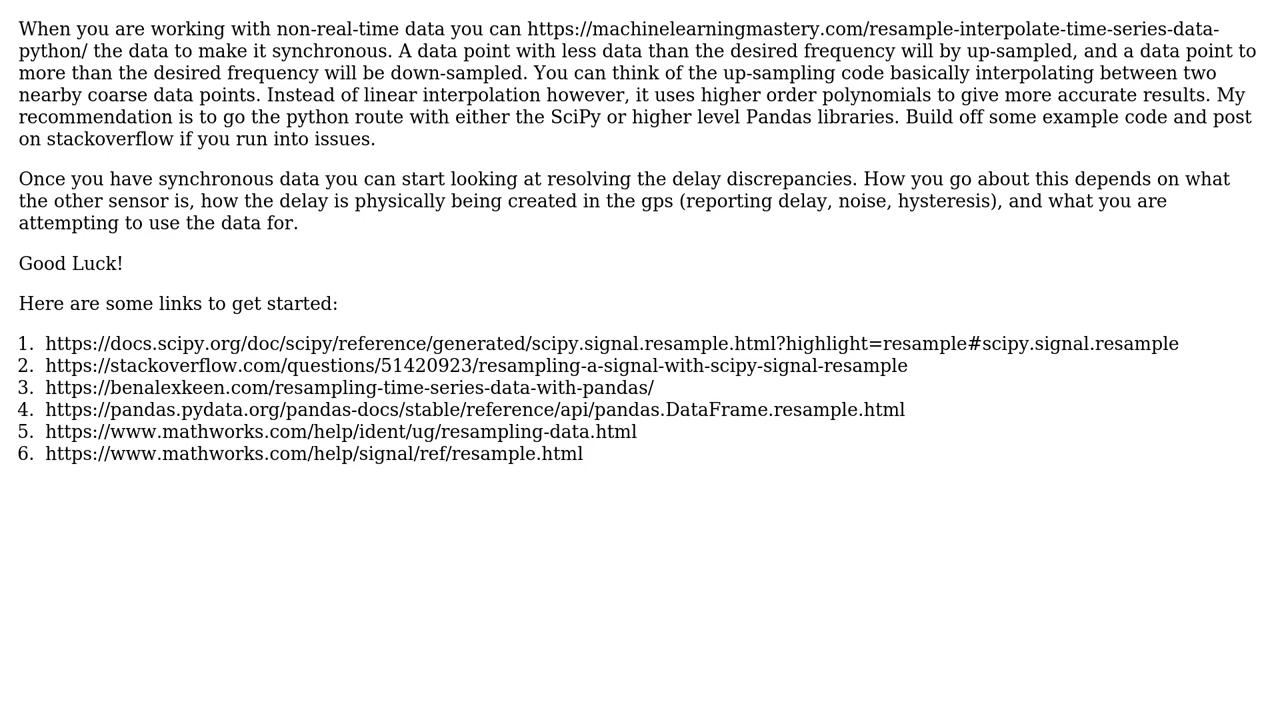 When you are working with non-real-time data you can https://machinelearningmastery.com/resample-interpolate-time-series-data-
python/ the data to make it synchronous. A data point with less data than the desired frequency will by up-sampled, and a data point to
more than the desired frequency will be down-sampled. You can think of the up-sampling code basically interpolating between two
nearby coarse data points. Instead of linear interpolation however, it uses higher order polynomials to give more accurate results. My
recommendation is to go the python route with either the SciPy or higher level Pandas libraries. Build off some example code and post
on stackoverflow if you run into issues.
Once you have synchronous data you can start looking at resolving the delay discrepancies. How you go about this depends on what
the other sensor is, how the delay is physically being created in the gps (reporting delay, noise, hysteresis), and what you are
attempting to use the data for.
Good Luck!
Here are some links to get started:
1. https://docs.scipy.org/doc/scipy/reference/generated/scipy.signal.resample.html?highlight=resample#scipy.signal.resample
2. https://stackoverflow.com/questions/51420923/resampling-a-signal-with-scipy-signal-resample
3. https://benalexkeen.com/resampling-time-series-data-with-pandas/
4. https://pandas.pydata.org/pandas-docs/stable/reference/api/pandas.DataFrame.resample.html
5. https://www.mathworks.com/help/ident/ug/resampling-data.html
6. https://www.mathworks.com/help/signal/ref/resample.html